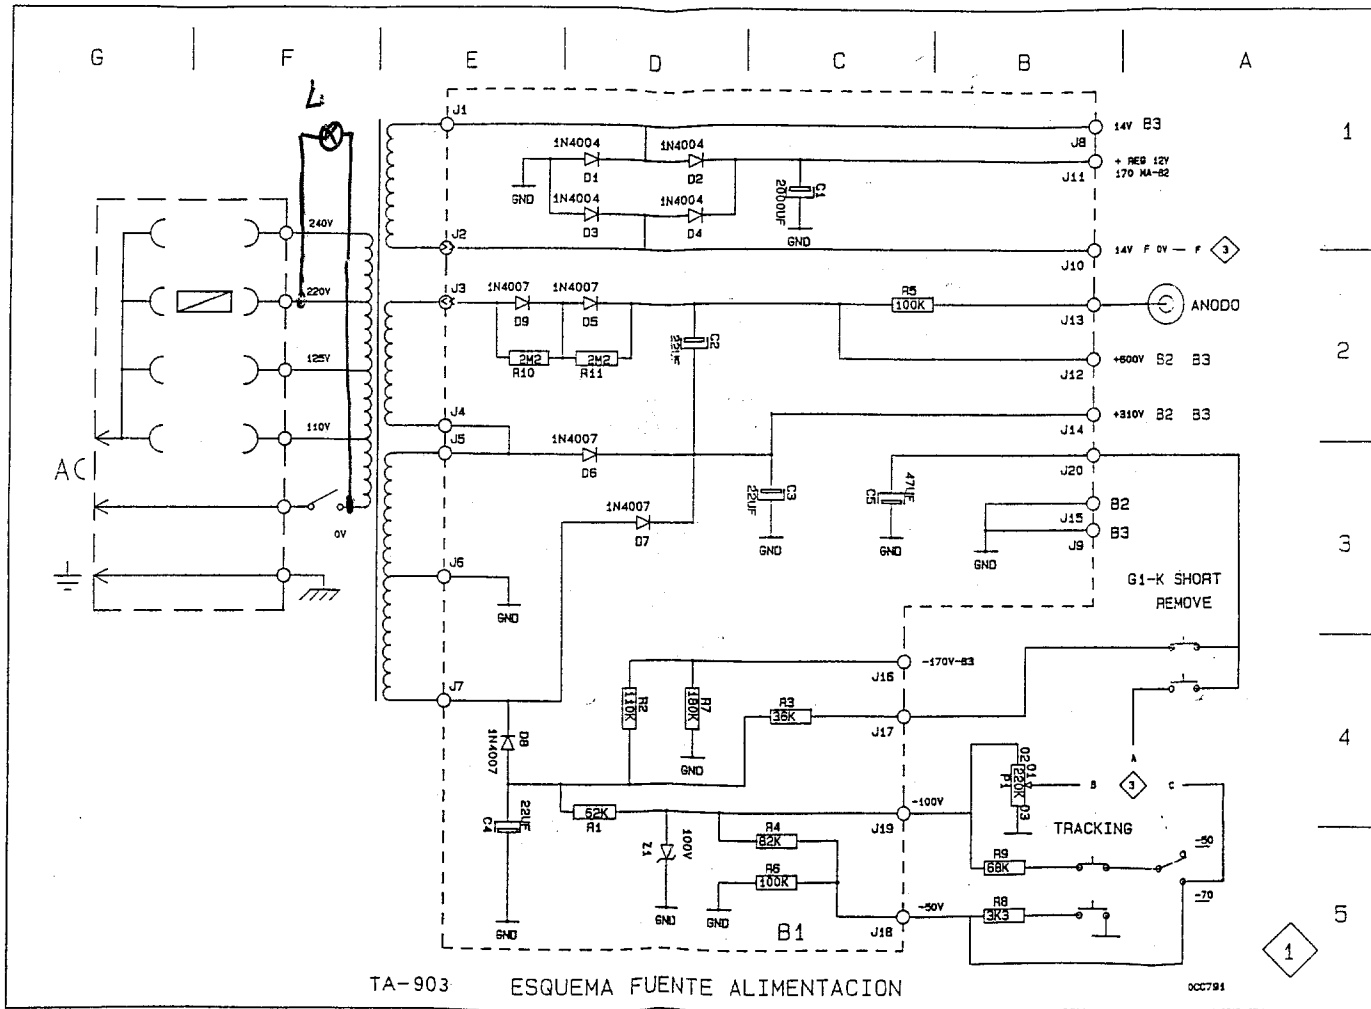 G F E D C B A
1
2
3
4
5
L
J1
14V B3
J8
1N4004 1N4004
D1 D2
+ REG 12V
170 MA-B2
J11
GND
1N4004 1N4004
D3 D4
C1
2000UF
GND
J2
14V F 0V — F 3
J10
240V
220V
125V
110V
AC
0V
J3
1N4007 1N4007
D9 D5
2M2 2M2
R10 R11
C2
R5
100K
J13
ANODO
+600V B2 B3
J12
J4
J5
+310V B2 B3
J14
1N4007
D6
C3
22UF
GND
47UF
C5
GND
J20
1N4007
D7
B2
J15
B3
J9
GND
J6
GND
G1-K SHORT
REMOVE
J7
-170V-B3
J16
R2
110K
R7
180K
GND
R3
36K
J17
D8
1N4007
22UF
C4
GND
62K
R1
100V
Z1
GND
-100V
J19
R4
82K
R6
100K
GND
-50V
J18
B1
02 01
220K
P1
03
A
B 3 C
TRACKING
R9
68K
-50
-70
R8
3K3
1
TA-903 ESQUEMA FUENTE ALIMENTACION
OCC791